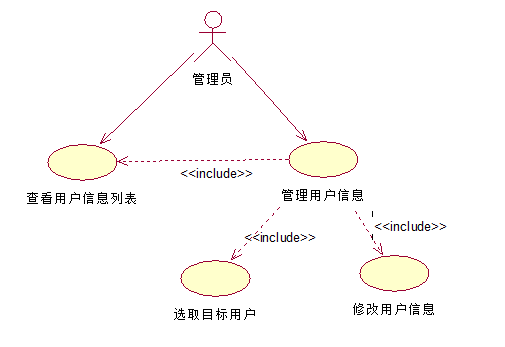 管理员
<<include>>
查看用户信息列表
管理用户信息
<<include>>
<<include>>
选取目标用户
修改用户信息